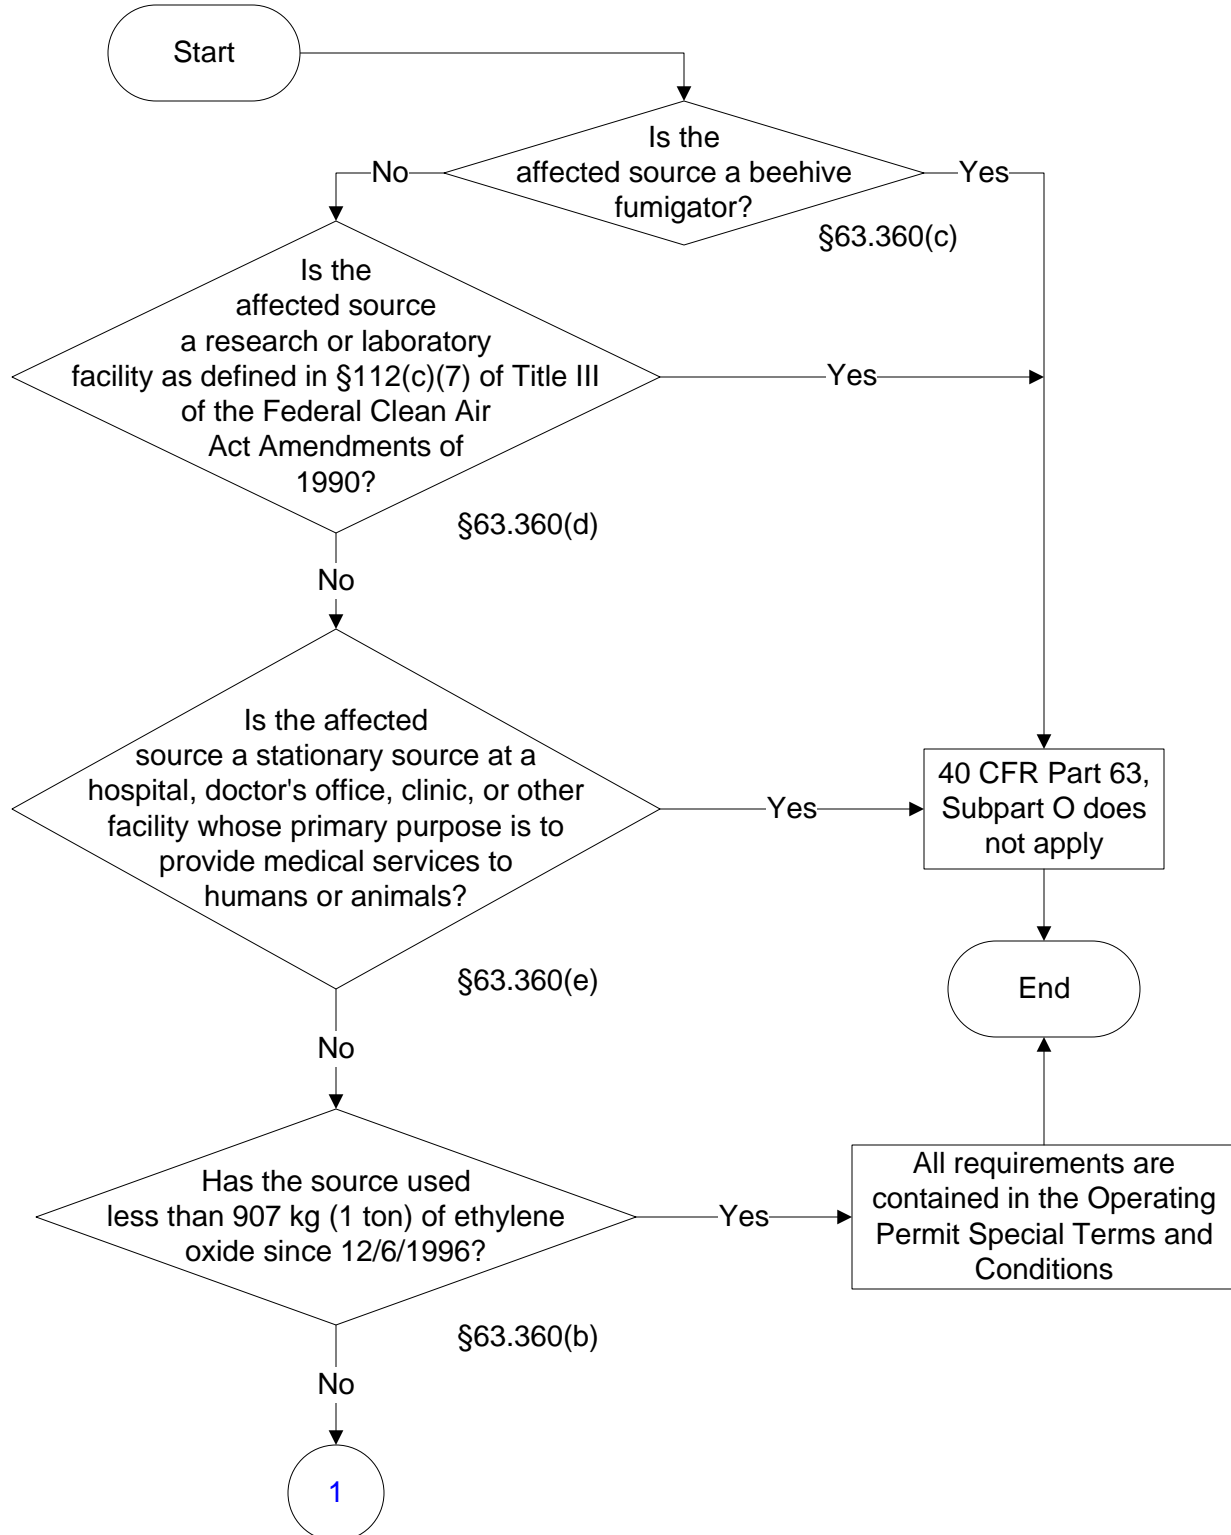 Start
Is the
affected source a beehive
fumigator?
No
Yes
§63.360(c)
Is the
affected source
a research or laboratory
facility as defined in §112(c)(7) of Title III
of the Federal Clean Air
Act Amendments of
1990?
Yes
§63.360(d)
No
Is the affected
source a stationary source at a
hospital, doctor's office, clinic, or other
facility whose primary purpose is to
provide medical services to
humans or animals?
Yes
40 CFR Part 63,
Subpart O does
not apply
§63.360(e)
End
No
Has the source used
less than 907 kg (1 ton) of ethylene
oxide since 12/6/1996?
Yes
All requirements are
contained in the Operating
Permit Special Terms and
Conditions
§63.360(b)
No
1